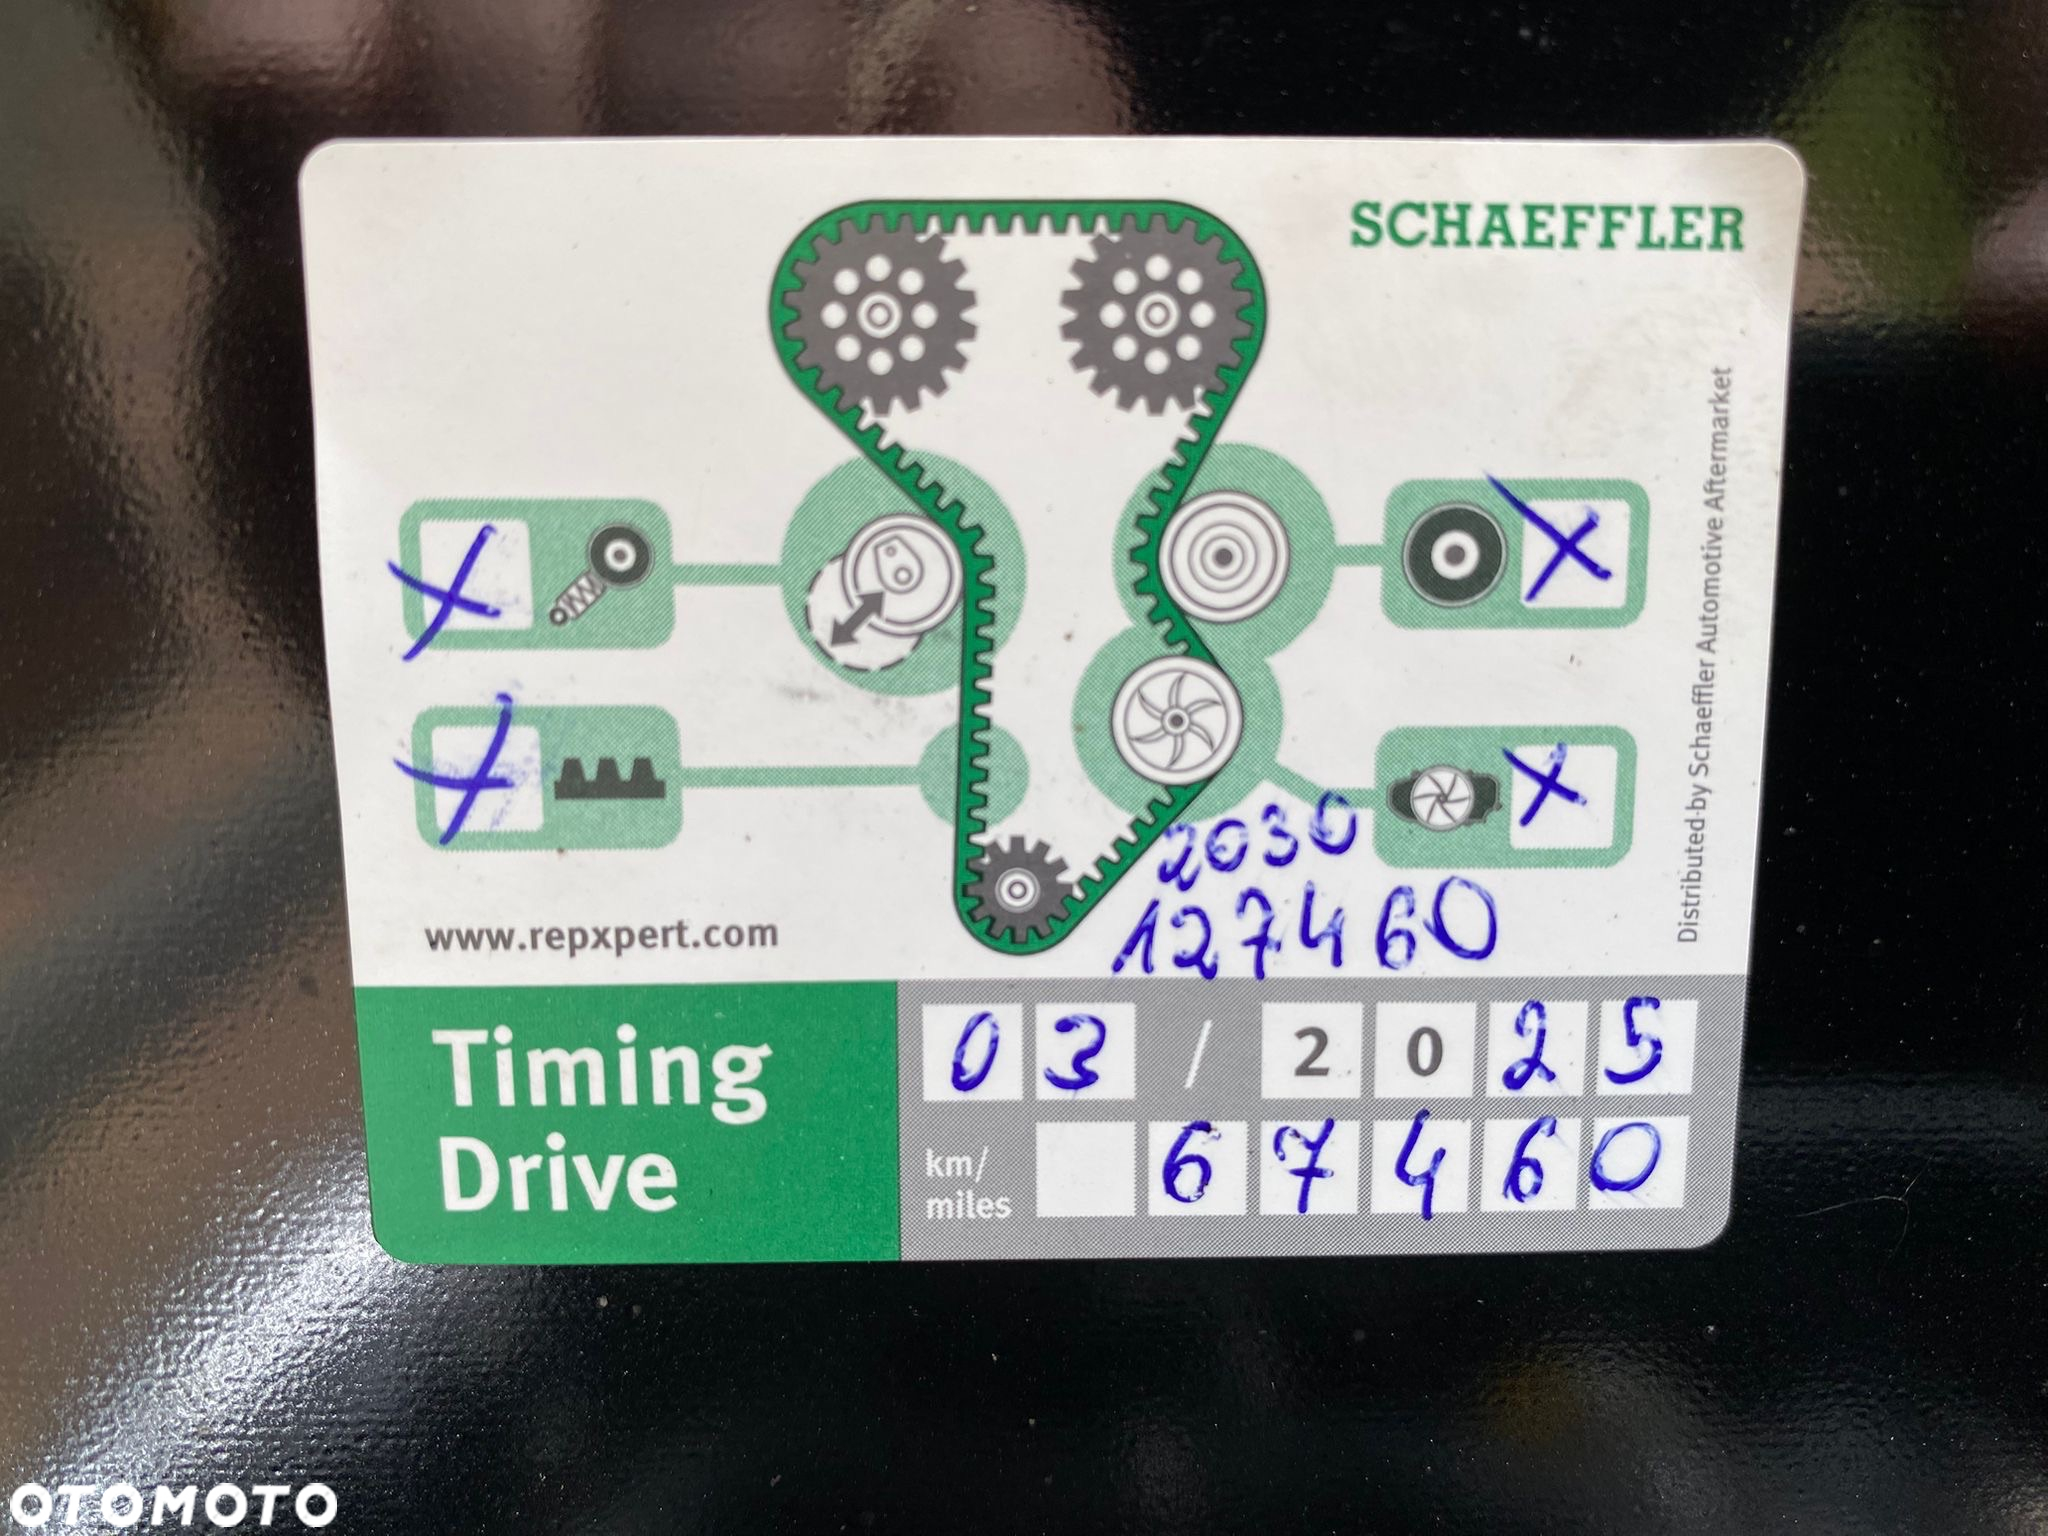 SCHAEFFLER
Distributed by Schaeffler Automotive Aftermarket
X
X
X
X
2030
127460
www.repxpert.com
Timing
Drive
03 / 2025
km/
miles
67460
OTOMOTO